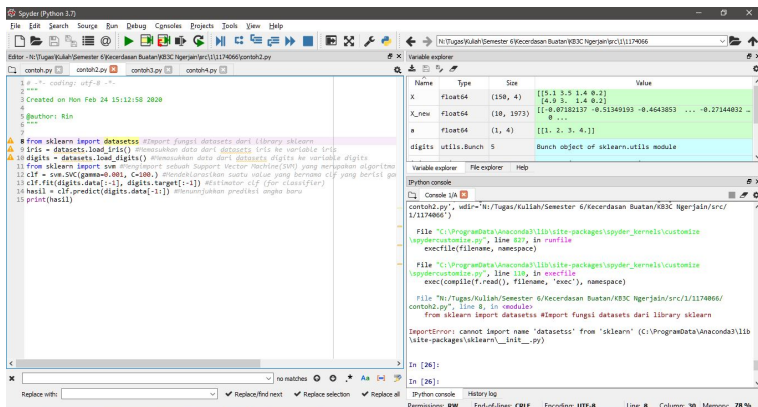 Spyder (Python 3.7)
File Edit Search Source Run Debug Consoles Projects Tools View Help
N:\Tugas\Kuliah\Semester 6\Kecerdasan Buatan\KB3C Ngerjain\src\1\1174066
Editor - N:\Tugas\Kuliah\Semester 6\Kecerdasan Buatan\KB3C Ngerjain\src\1\1174066\contoh2.py
contoh.py contoh2.py contoh3.py contoh4.py
1 # -*- coding: utf-8 -*-
2 """
3 Created on Mon Feb 24 15:12:58 2020
4
5 @author: Rin
6 """
7
8 from sklearn import datasetss #Import fungsi datasets dari library sklearn
9 iris = datasets.load_iris() #Memasukkan data dari datasets iris ke variable iris
10 digits = datasets.load_digits() #Memasukkan data dari datasets digits ke variable digits
11 from sklearn import svm #Mengimport sebuah Support Vector Machine(SVM) yang merupakan algoritma
12 clf = svm.SVC(gamma=0.001, C=100.) #Mendeklarasikan suatu value yang bernama clf yang berisi gam
13 clf.fit(digits.data[:-1], digits.target[:-1]) #Estimator clf (for classifier)
14 hasil = clf.predict(digits.data[-1:]) #Menunjukkan prediksi angka baru
15 print(hasil)
no matches Aa
Replace with: Replace/find next Replace selection Replace all
Variable explorer
Name Type Size Value
X float64 (150, 4) [[5.1 3.5 1.4 0.2]
[4.9 3. 1.4 0.2]
X_new float64 (10, 1973) [[-0.07182137 -0.51349193 -0.4643853 ... -0.27144032 …
0 ...
a float64 (1, 4) [[1. 2. 3. 4.]]
digits utils.Bunch 5 Bunch object of sklearn.utils module
Variable explorer File explorer Help
IPython console
Console 1/A
contoh2.py', wdir='N:/Tugas/Kuliah/Semester 6/Kecerdasan Buatan/KB3C Ngerjain/src/
1/1174066')
File "C:\ProgramData\Anaconda3\lib\site-packages\spyder_kernels\customize
\spydercustomize.py", line 827, in runfile
execfile(filename, namespace)
File "C:\ProgramData\Anaconda3\lib\site-packages\spyder_kernels\customize
\spydercustomize.py", line 110, in execfile
exec(compile(f.read(), filename, 'exec'), namespace)
File "N:/Tugas/Kuliah/Semester 6/Kecerdasan Buatan/KB3C Ngerjain/src/1/1174066/
contoh2.py", line 8, in <module>
from sklearn import datasetss #Import fungsi datasets dari library sklearn
ImportError: cannot import name 'datasetss' from 'sklearn' (C:\ProgramData\Anaconda3\lib
\site-packages\sklearn\__init__.py)
In [26]:
In [26]:
IPython console History log
Permissions: RW End-of-lines: CRLF Encoding: UTF-8 Line: 8 Column: 30 Memory: 78 %